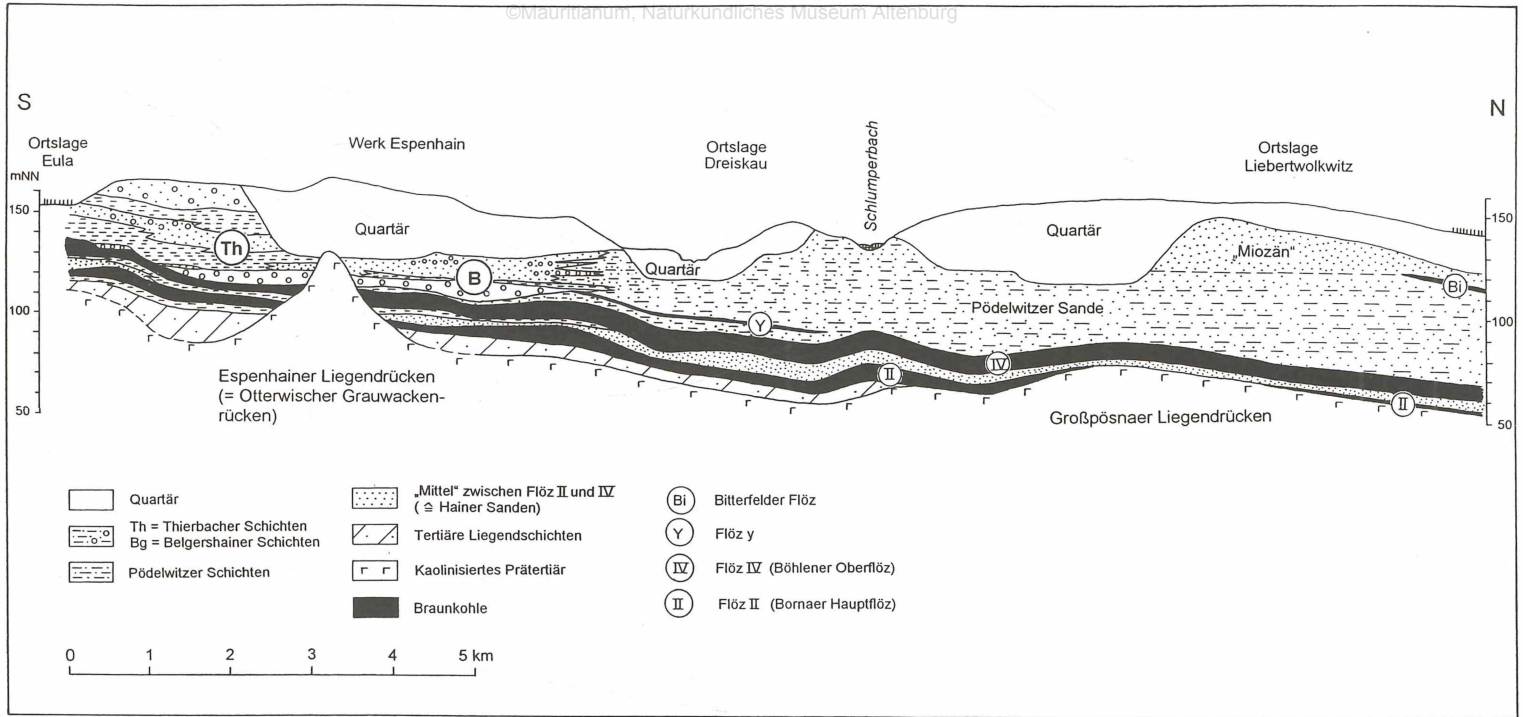 ©Mauritianum, Naturkundliches Museum Altenburg
S
N
Ortslage
Eula
Werk Espenhain
Ortslage
Dreiskau
Schlumperbach
Ortslage
Liebertwolkwitz
mNN
150
100
50
150
100
50
Th
Quartär
B
Quartär
Y
Quartär
„Miozän"
Bi
Pödelwitzer Sande
IV
II
II
Espenhainer Liegendrücken
(= Otterwischer Grauwacken-
rücken)
Großpösnaer Liegendrücken
Quartär
Th = Thierbacher Schichten
Bg = Belgershainer Schichten
Pödelwitzer Schichten
„Mittel" zwischen Flöz II und IV
(≙ Hainer Sanden)
Tertiäre Liegendschichten
Kaolinisiertes Prätertiär
Braunkohle
Bi Bitterfelder Flöz
Y Flöz y
IV Flöz IV (Böhlener Oberflöz)
II Flöz II (Bornaer Hauptflöz)
0 1 2 3 4 5 km